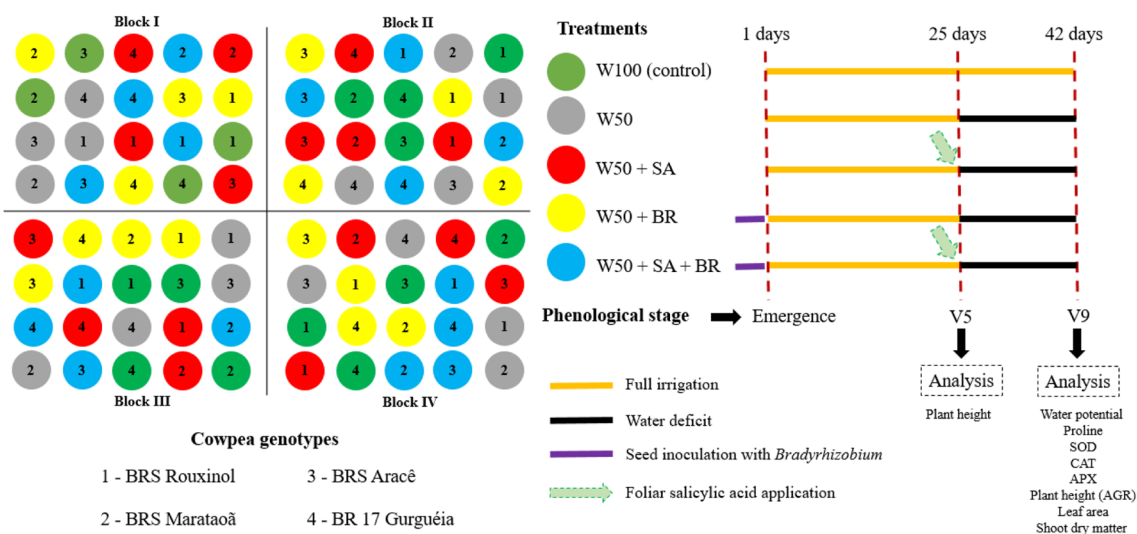 Block I
Block II
2 3 4 2 2
3 4 1 2 1
2 4 4 3 1
3 2 4 1 1
3 1 1 1 1
3 2 3 1 2
2 3 4 4 3
4 4 4 3 2
3 4 2 1 1
3 2 4 4 2
3 1 1 3 3
3 1 3 1 3
4 4 4 1 2
1 4 2 4 1
2 3 4 2 2
1 4 2 3 2
Block III
Block IV
Cowpea genotypes
1 - BRS Rouxinol
3 - BRS Aracê
2 - BRS Marataoã
4 - BR 17 Gurguéia
Treatments
W100 (control)
W50
W50 + SA
W50 + BR
W50 + SA + BR
1 days
25 days
42 days
Phenological stage
Emergence
V5
V9
Full irrigation
Water deficit
Seed inoculation with Bradyrhizobium
Foliar salicylic acid application
Analysis
Plant height
Analysis
Water potential
Proline
SOD
CAT
APX
Plant height (AGR)
Leaf area
Shoot dry matter